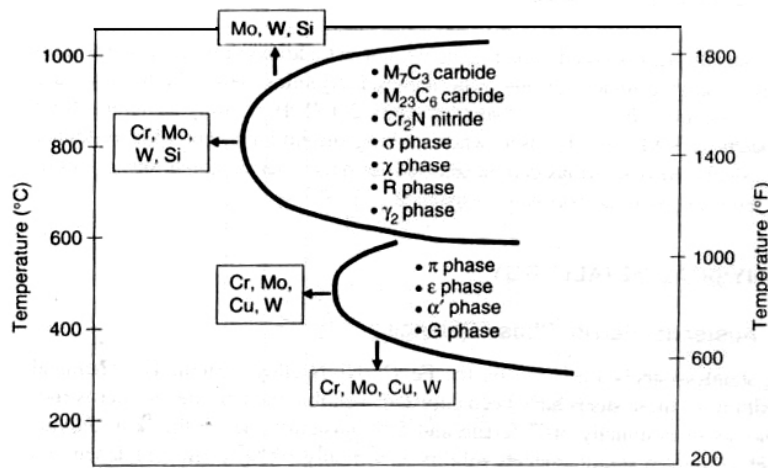 Mo, W, Si
1000
800
600
400
200
Temperature (°C)
Cr, Mo,
W, Si
• M₇C₃ carbide
• M₂₃C₆ carbide
• Cr₂N nitride
• σ phase
• χ phase
• R phase
• γ₂ phase
Cr, Mo,
Cu, W
• π phase
• ε phase
• α′ phase
• G phase
Cr, Mo, Cu, W
1800
1400
1000
600
200
Temperature (°F)